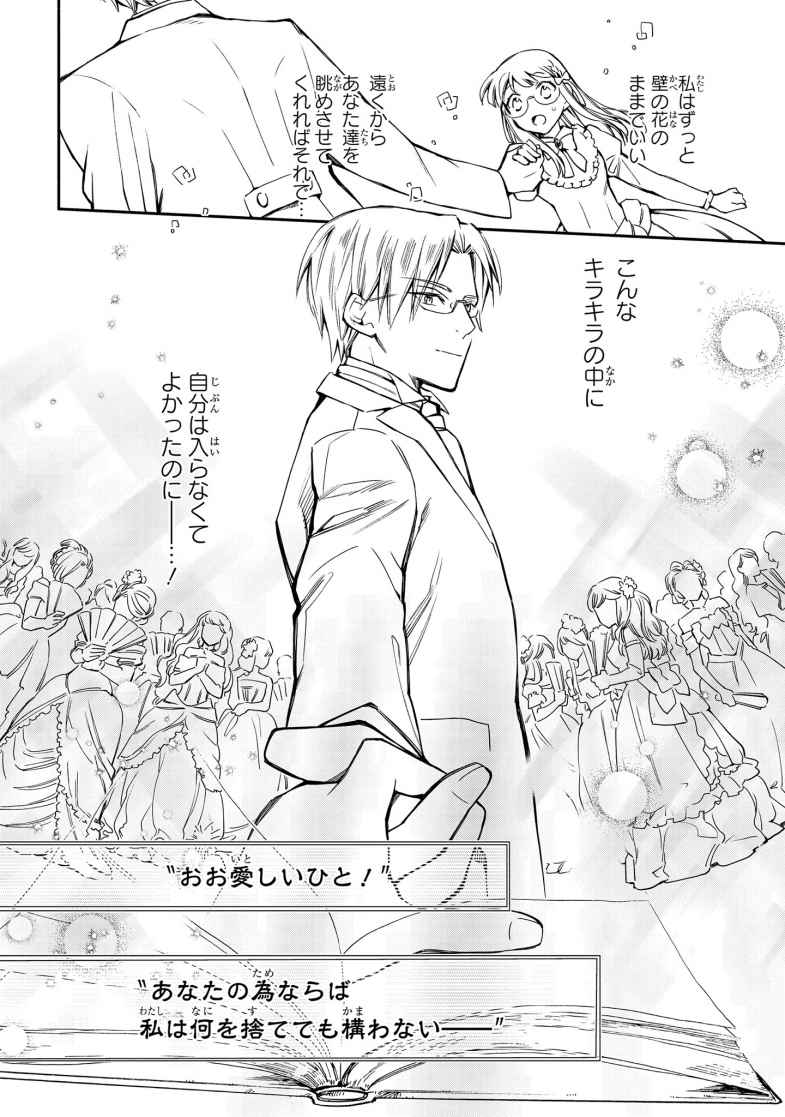 私はずっと
壁の花の
ままでいい
遠くから
あなた達を
眺めさせて
くれればそれで…
こんな
キラキラの中に
自分は入らなくて
よかったのに――…！
〝おお愛しいひと！〟
〝あなたの為ならば
私は何を捨てても構わない――〟